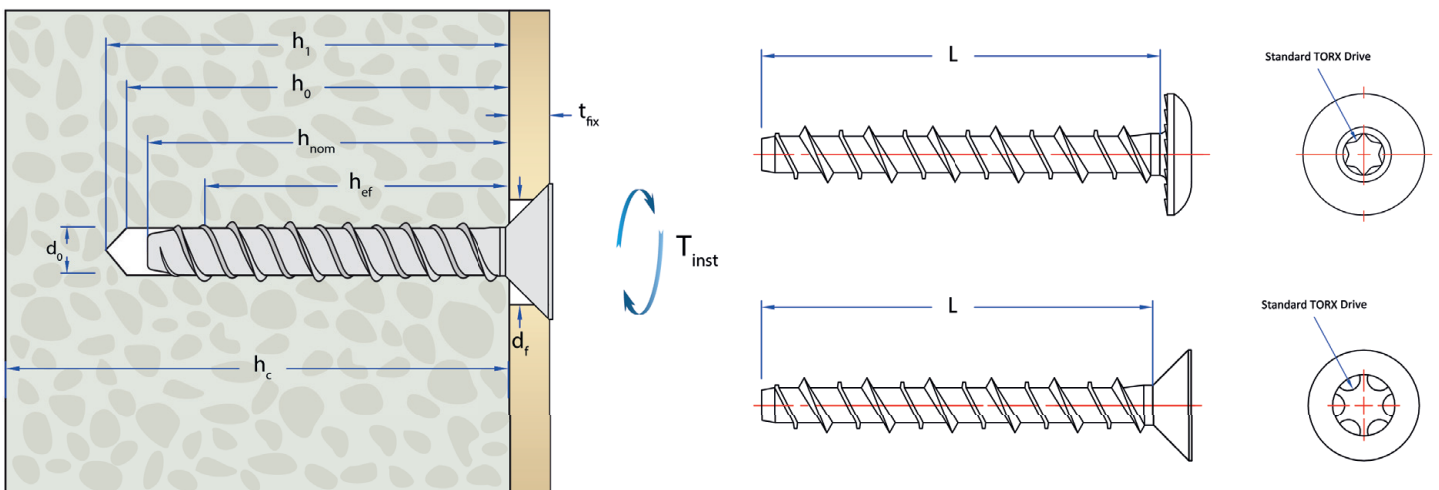 h1
h0
tfix
hnom
hef
d0
Tinst
df
hc
L
Standard TORX Drive
L
Standard TORX Drive